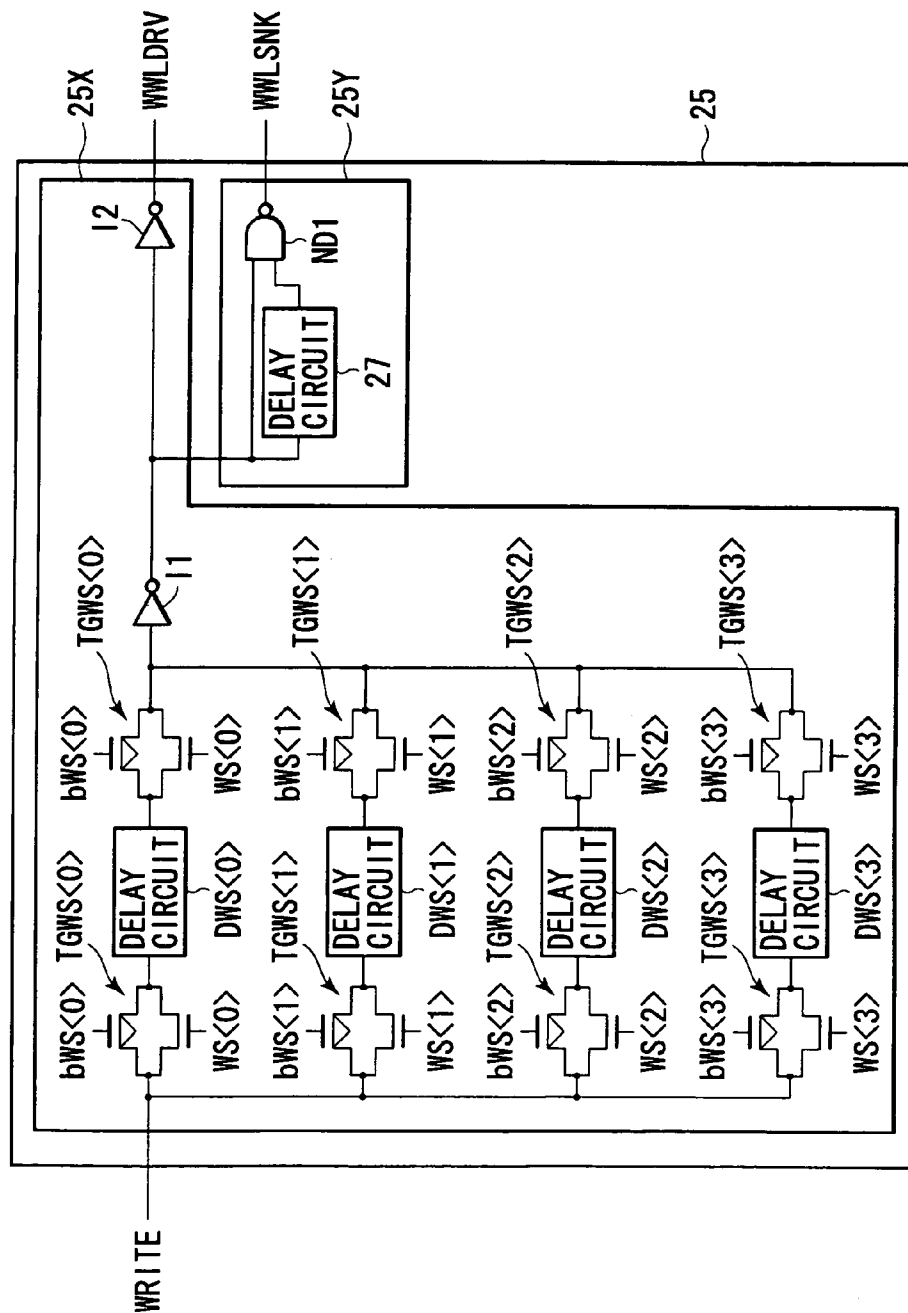 25X
WWLDRV
I2
WWLSNK
25Y
ND1
DELAY
CIRCUIT
27
25
I1
WRITE
bWS<0>
TGWS<0>
DELAY
CIRCUIT
DWS<0>
WS<0>
bWS<0>
TGWS<0>
WS<0>
bWS<1>
TGWS<1>
DELAY
CIRCUIT
DWS<1>
WS<1>
bWS<1>
TGWS<1>
WS<1>
bWS<2>
TGWS<2>
DELAY
CIRCUIT
DWS<2>
WS<2>
bWS<2>
TGWS<2>
WS<2>
bWS<3>
TGWS<3>
DELAY
CIRCUIT
DWS<3>
WS<3>
bWS<3>
TGWS<3>
WS<3>